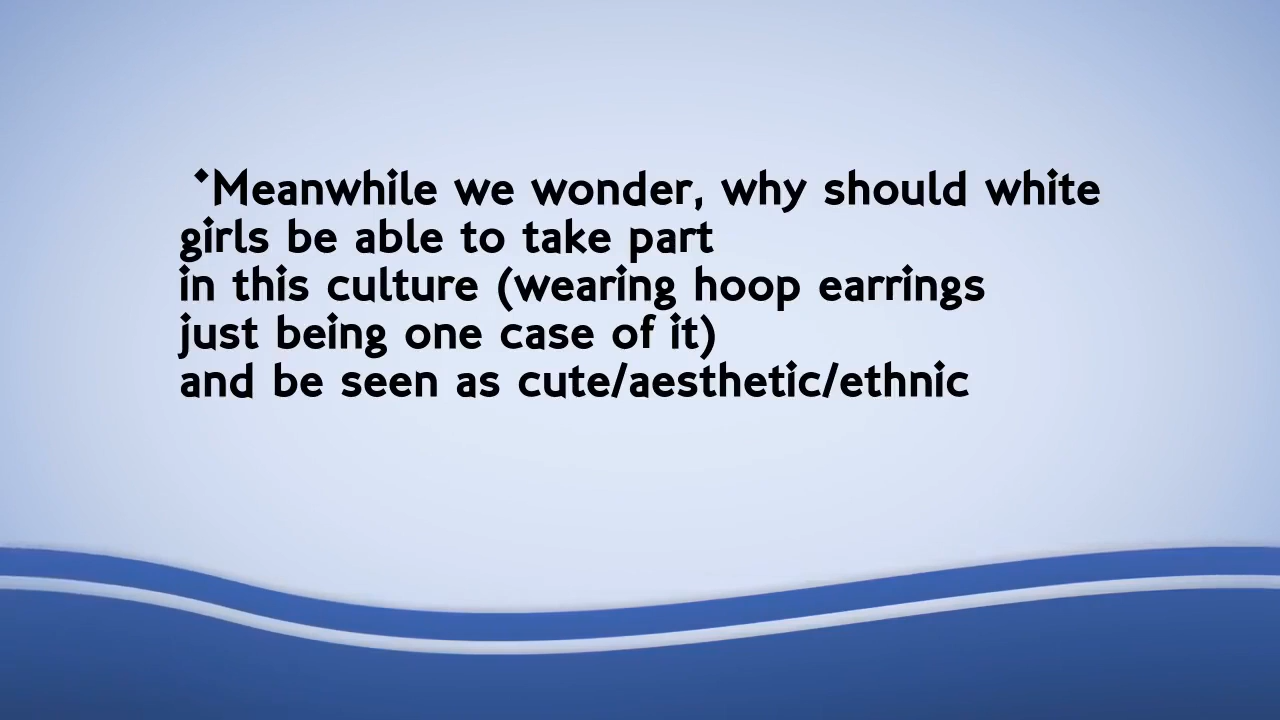 "Meanwhile we wonder, why should white
girls be able to take part
in this culture (wearing hoop earrings
just being one case of it)
and be seen as cute/aesthetic/ethnic